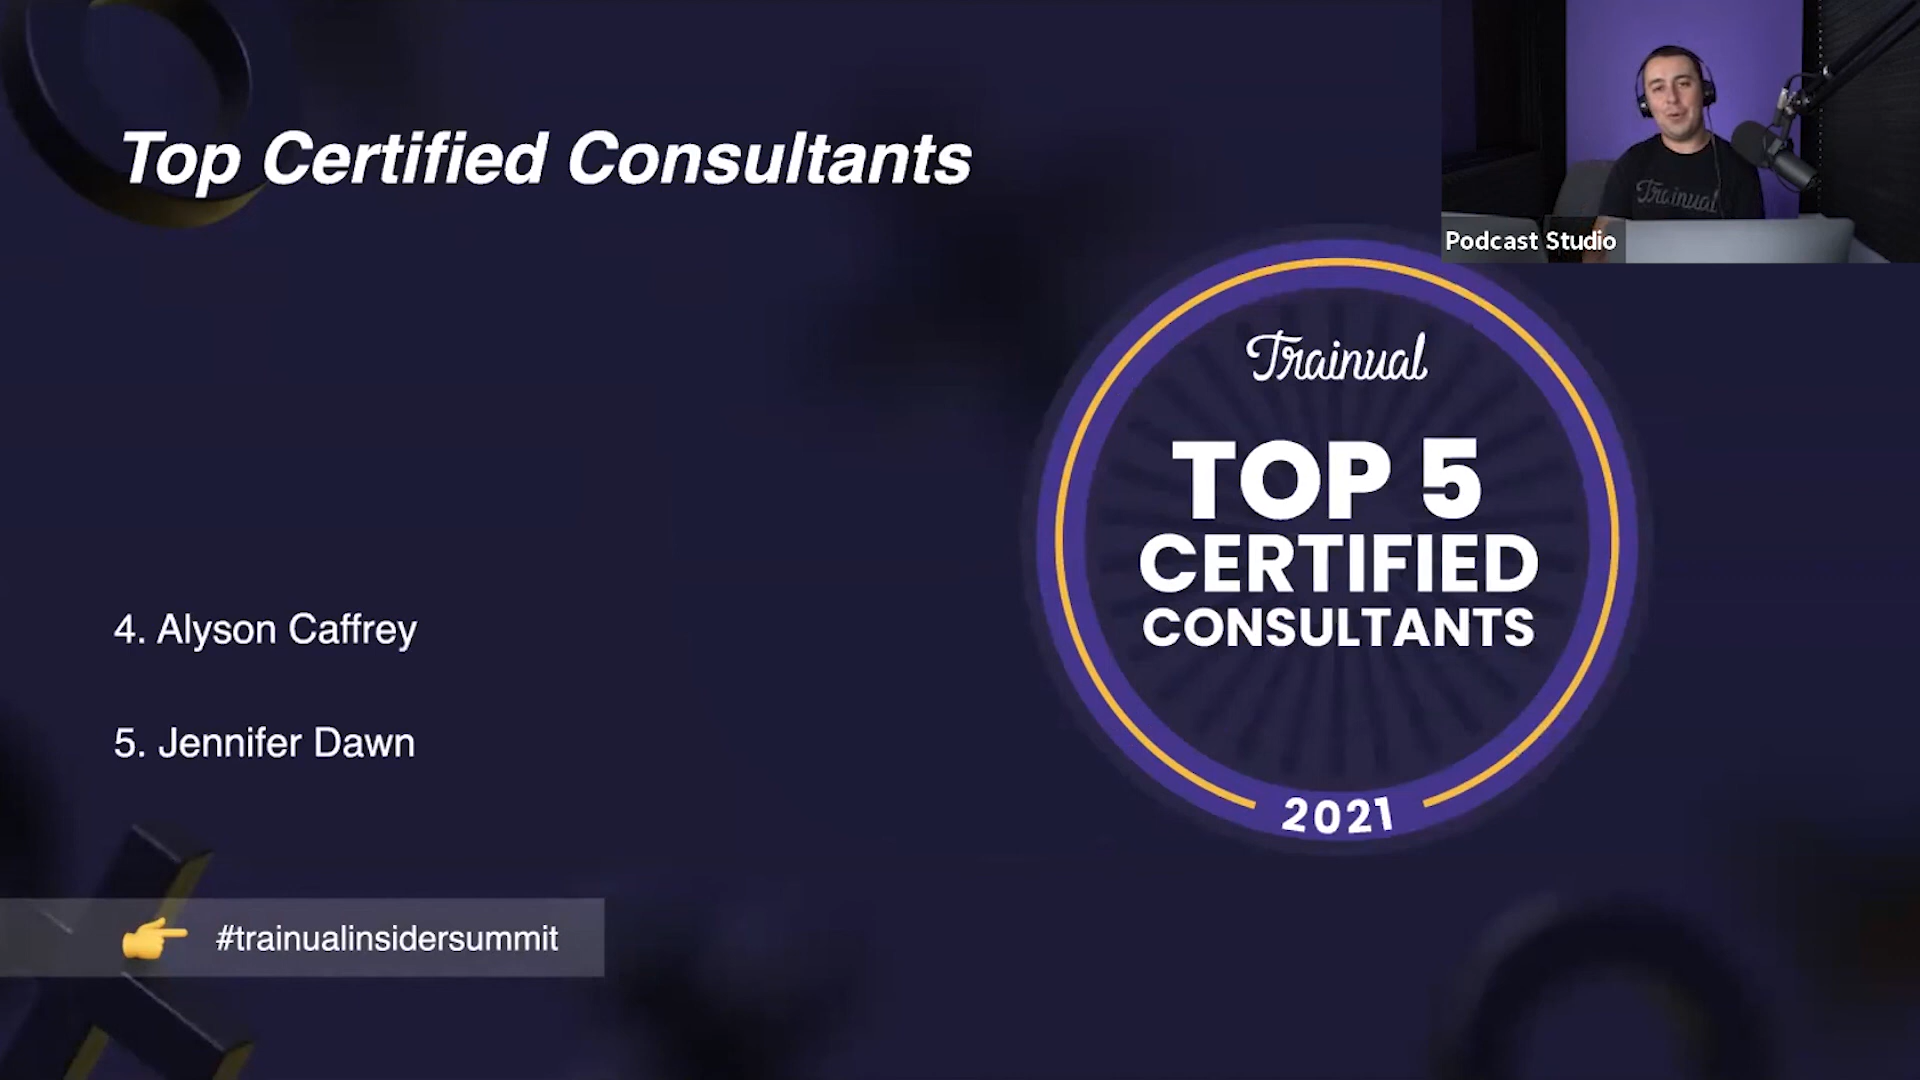 Top Certified Consultants
Trainual
Podcast Studio
Trainual
TOP 5
CERTIFIED
CONSULTANTS
2021
4. Alyson Caffrey
5. Jennifer Dawn
#trainualinsidersummit